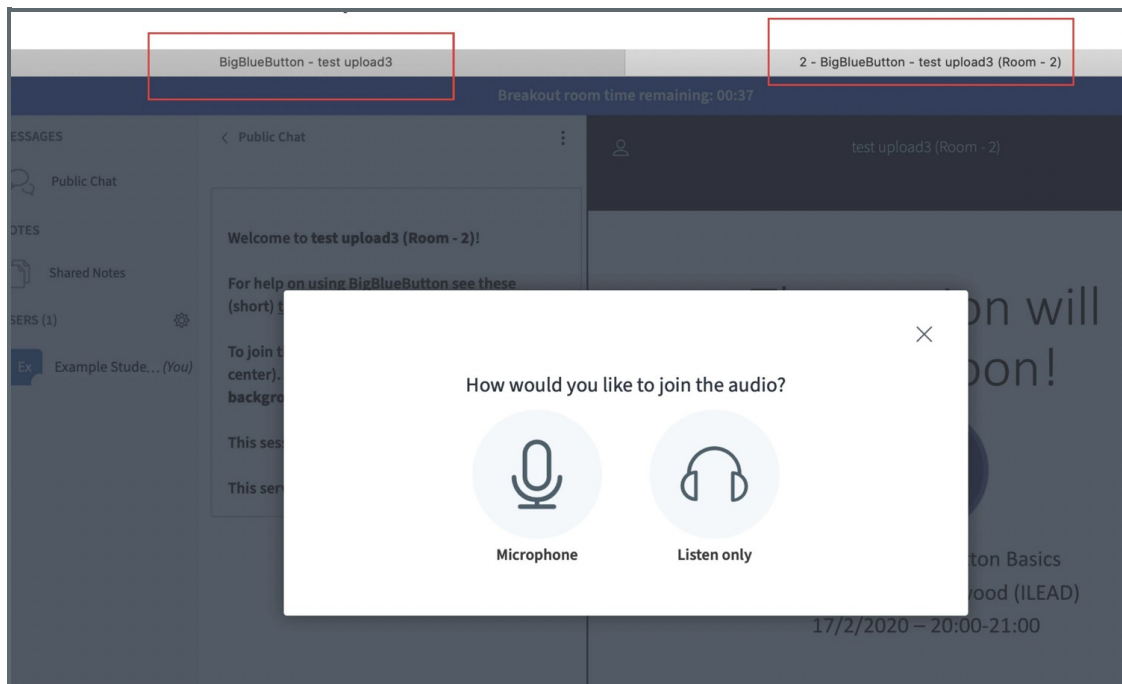 BigBlueButton - test upload3
2 - BigBlueButton - test upload3 (Room - 2)
Breakout room time remaining: 00:37
ESSAGES
Public Chat
OTES
Shared Notes
SERS (1)
Ex
Example Stude... (You)
Public Chat
Welcome to test upload3 (Room - 2)!
For help on using BigBlueButton see these
(short)
To join
center).
backgro
This ses
This serv
test upload3 (Room - 2)
on will
oon!
ton Basics
wood (ILEAD)
17/2/2020 – 20:00-21:00
How would you like to join the audio?
Microphone
Listen only